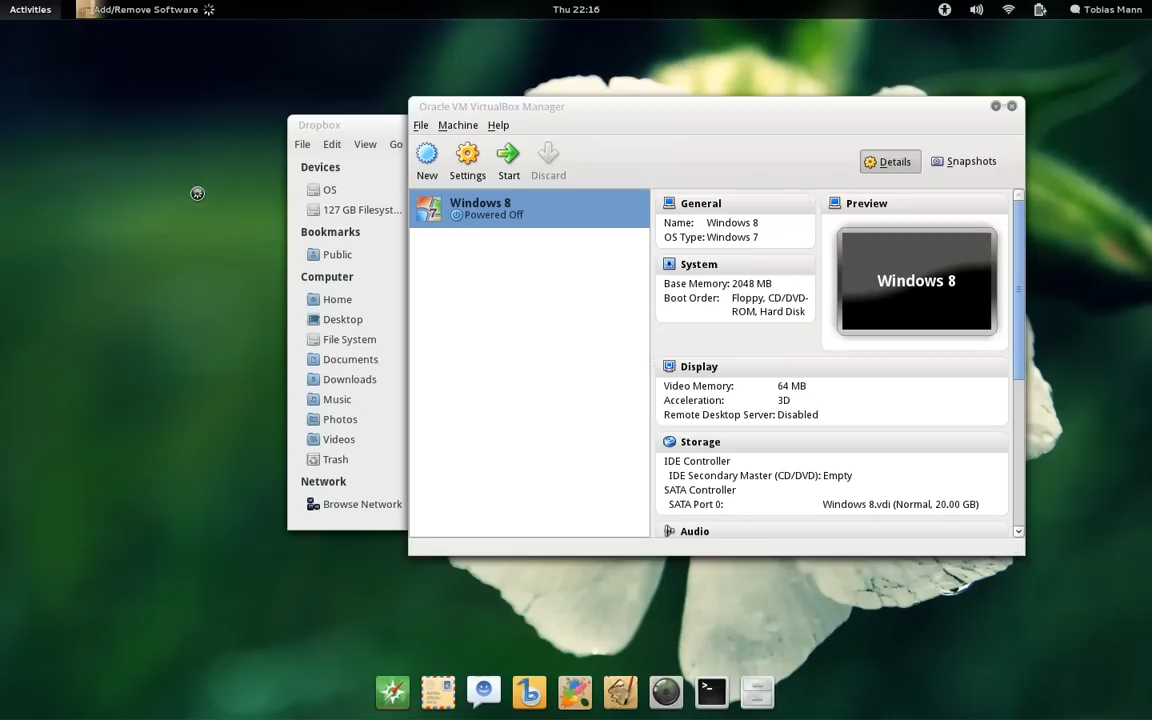 Activities
Add/Remove Software
Thu 22:16
Tobias Mann
Dropbox
File Edit View Go
Devices
OS
127 GB Filesyst...
Bookmarks
Public
Computer
Home
Desktop
File System
Documents
Downloads
Music
Photos
Videos
Trash
Network
Browse Network
Oracle VM VirtualBox Manager
File Machine Help
New Settings Start Discard
Details Snapshots
Windows 8
Powered Off
General
Name: Windows 8
OS Type: Windows 7
System
Base Memory: 2048 MB
Boot Order: Floppy, CD/DVD-
ROM, Hard Disk
Preview
Windows 8
Display
Video Memory: 64 MB
Acceleration: 3D
Remote Desktop Server: Disabled
Storage
IDE Controller
IDE Secondary Master (CD/DVD): Empty
SATA Controller
SATA Port 0: Windows 8.vdi (Normal, 20.00 GB)
Audio